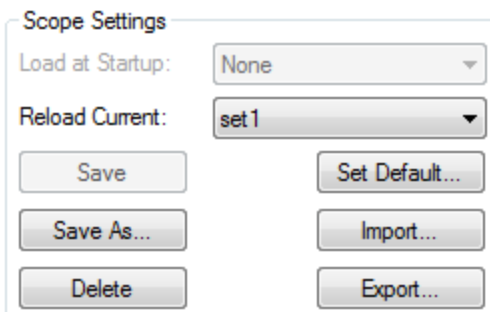 Scope Settings
Load at Startup: None
Reload Current: set1
Save Set Default...
Save As... Import...
Delete Export...